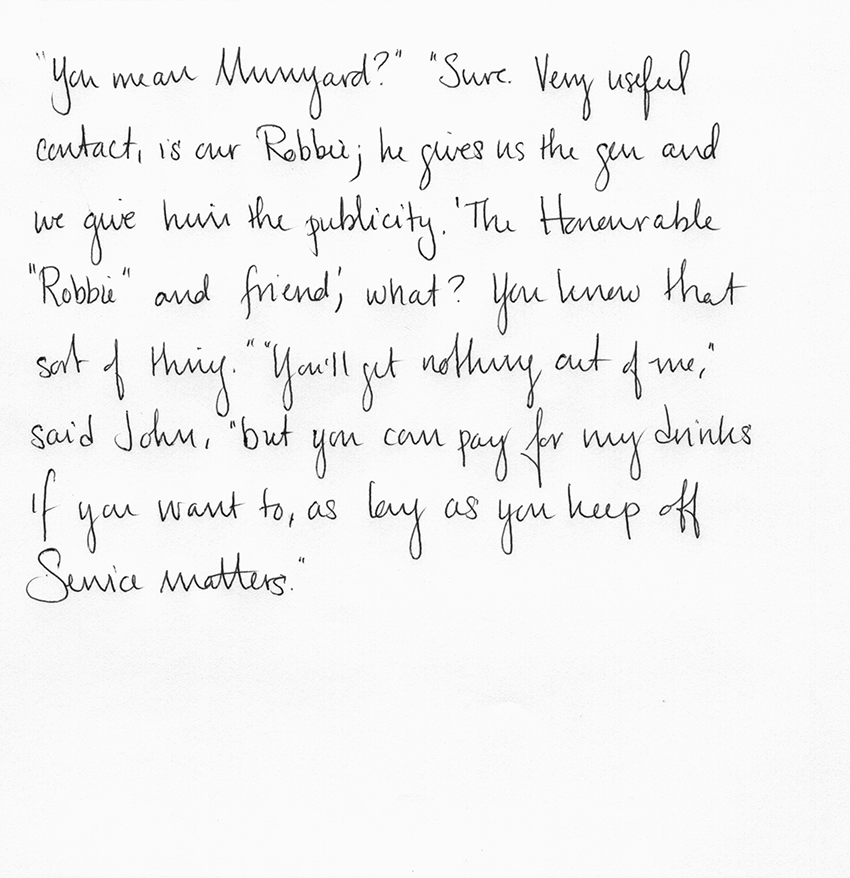 "You mean Munyard?" "Sure. Very useful
contact, is our Robbie; he gives us the gen and
we give him the publicity. 'The Honourable
"Robbie" and friend', what? You know that
sort of thing." "You'll get nothing out of me,"
said John, "but you can pay for my drinks
if you want to, as long as you keep off
Service matters."